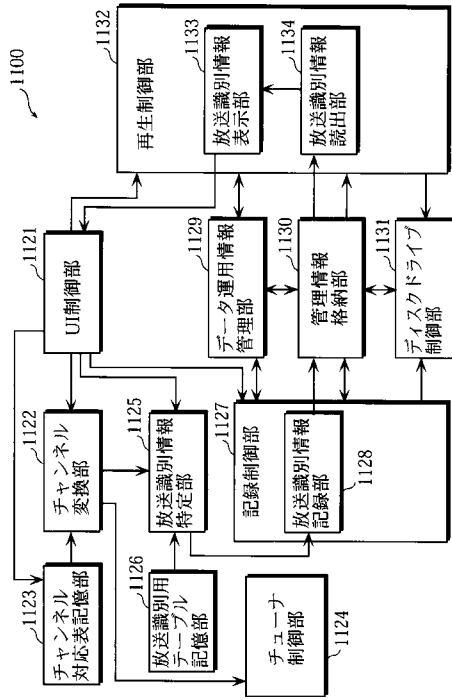 1100
1121
UI制御部
1123
チャンネル
対応表記憶部
1122
チャンネル
変換部
1126
放送識別用
テーブル
記憶部
1125
放送識別情報
特定部
1124
チューナ
制御部
1127
記録制御部
放送識別情報
記録部
1128
1129
データ運用情報
管理部
1130
管理情報
格納部
1131
ディスクドライブ
制御部
1132
再生制御部
1133
放送識別情報
表示部
1134
放送識別情報
読出部